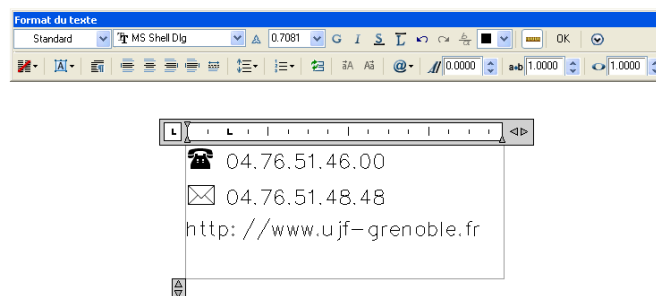 Format du texte
Standard MS Shell Dlg 0.7081 G I S T OK
@ 0.0000 a•b 1.0000 1.0000
L L
04.76.51.46.00
04.76.51.48.48
http://www.ujf-grenoble.fr